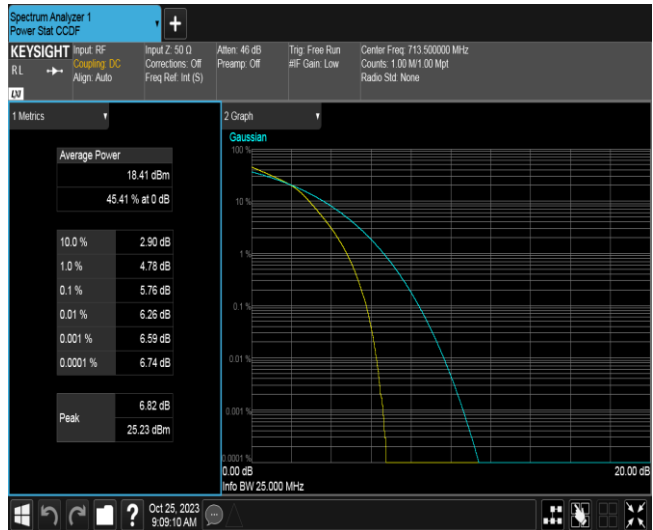 Spectrum Analyzer 1
Power Stat CCDF
KEYSIGHT
RL
LXI
Input: RF
Coupling: DC
Align: Auto
Input Z: 50 Ω
Corrections: Off
Freq Ref: Int (S)
Atten: 46 dB
Preamp: Off
Trig: Free Run
#IF Gain: Low
Center Freq: 713.500000 MHz
Counts: 1.00 M/1.00 Mpt
Radio Std: None
1 Metrics
Average Power
18.41 dBm
45.41 % at 0 dB
10.0 % 2.90 dB
1.0 % 4.78 dB
0.1 % 5.76 dB
0.01 % 6.26 dB
0.001 % 6.59 dB
0.0001 % 6.74 dB
Peak
6.82 dB
25.23 dBm
2 Graph
Gaussian
100 %
10 %
1 %
0.1 %
0.01 %
0.001 %
0.0001 %
0.00 dB 20.00 dB
Info BW 25.000 MHz
?
Oct 25, 2023
9:09:10 AM